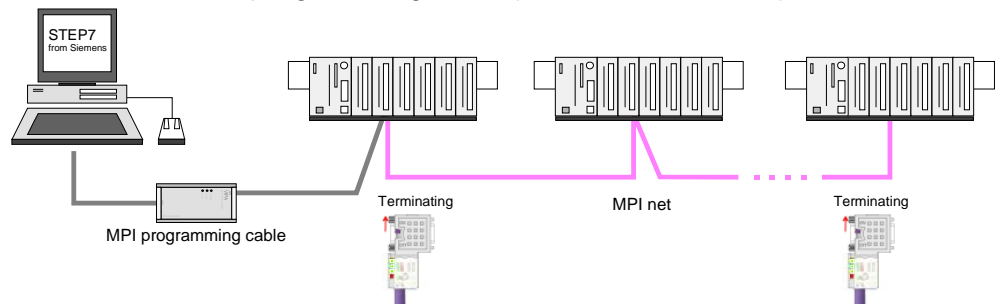 STEP7
from Siemens
Terminating
MPI net
Terminating
MPI programming cable